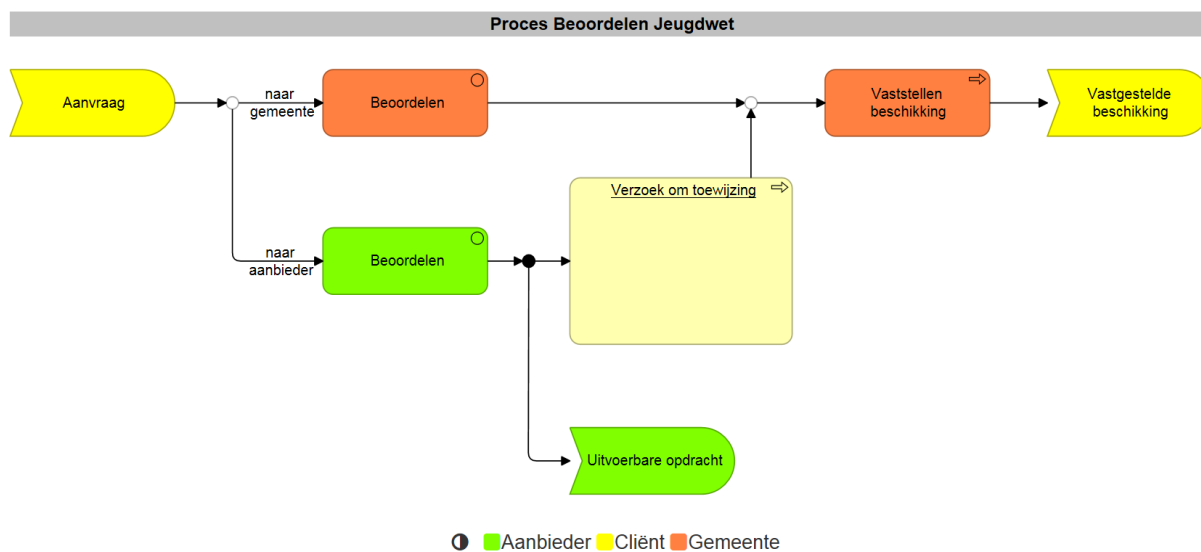 Proces Beoordelen Jeugdwet
Aanvraag
naar
gemeente
Beoordelen
Vaststellen
beschikking
Vastgestelde
beschikking
Verzoek om toewijzing
naar
aanbieder
Beoordelen
Uitvoerbare opdracht
Aanbieder Cliënt Gemeente